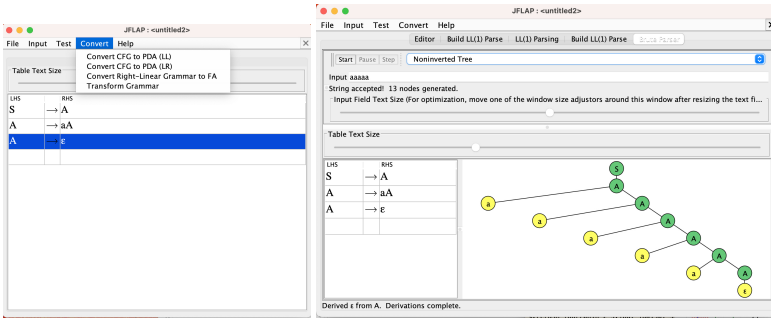 JFLAP : <untitled2>
File Input Test Convert Help ×
Convert CFG to PDA (LL)
Convert CFG to PDA (LR)
Convert Right-Linear Grammar to FA
Transform Grammar
Table Text Size
LHS RHS
S → A
A → aA
A → ε
JFLAP : <untitled2>
File Input Test Convert Help
Editor Build LL(1) Parse LL(1) Parsing Build LL(1) Parse Brute Parser
Start Pause Step Noninverted Tree
Input aaaaa
String accepted! 13 nodes generated.
Input Field Text Size (For optimization, move one of the window size adjustors around this window after resizing the text fi...
Table Text Size
LHS RHS
S → A
A → aA
A → ε
S
A
a A
a A
a A
a A
a A
ε
Derived ε from A. Derivations complete.